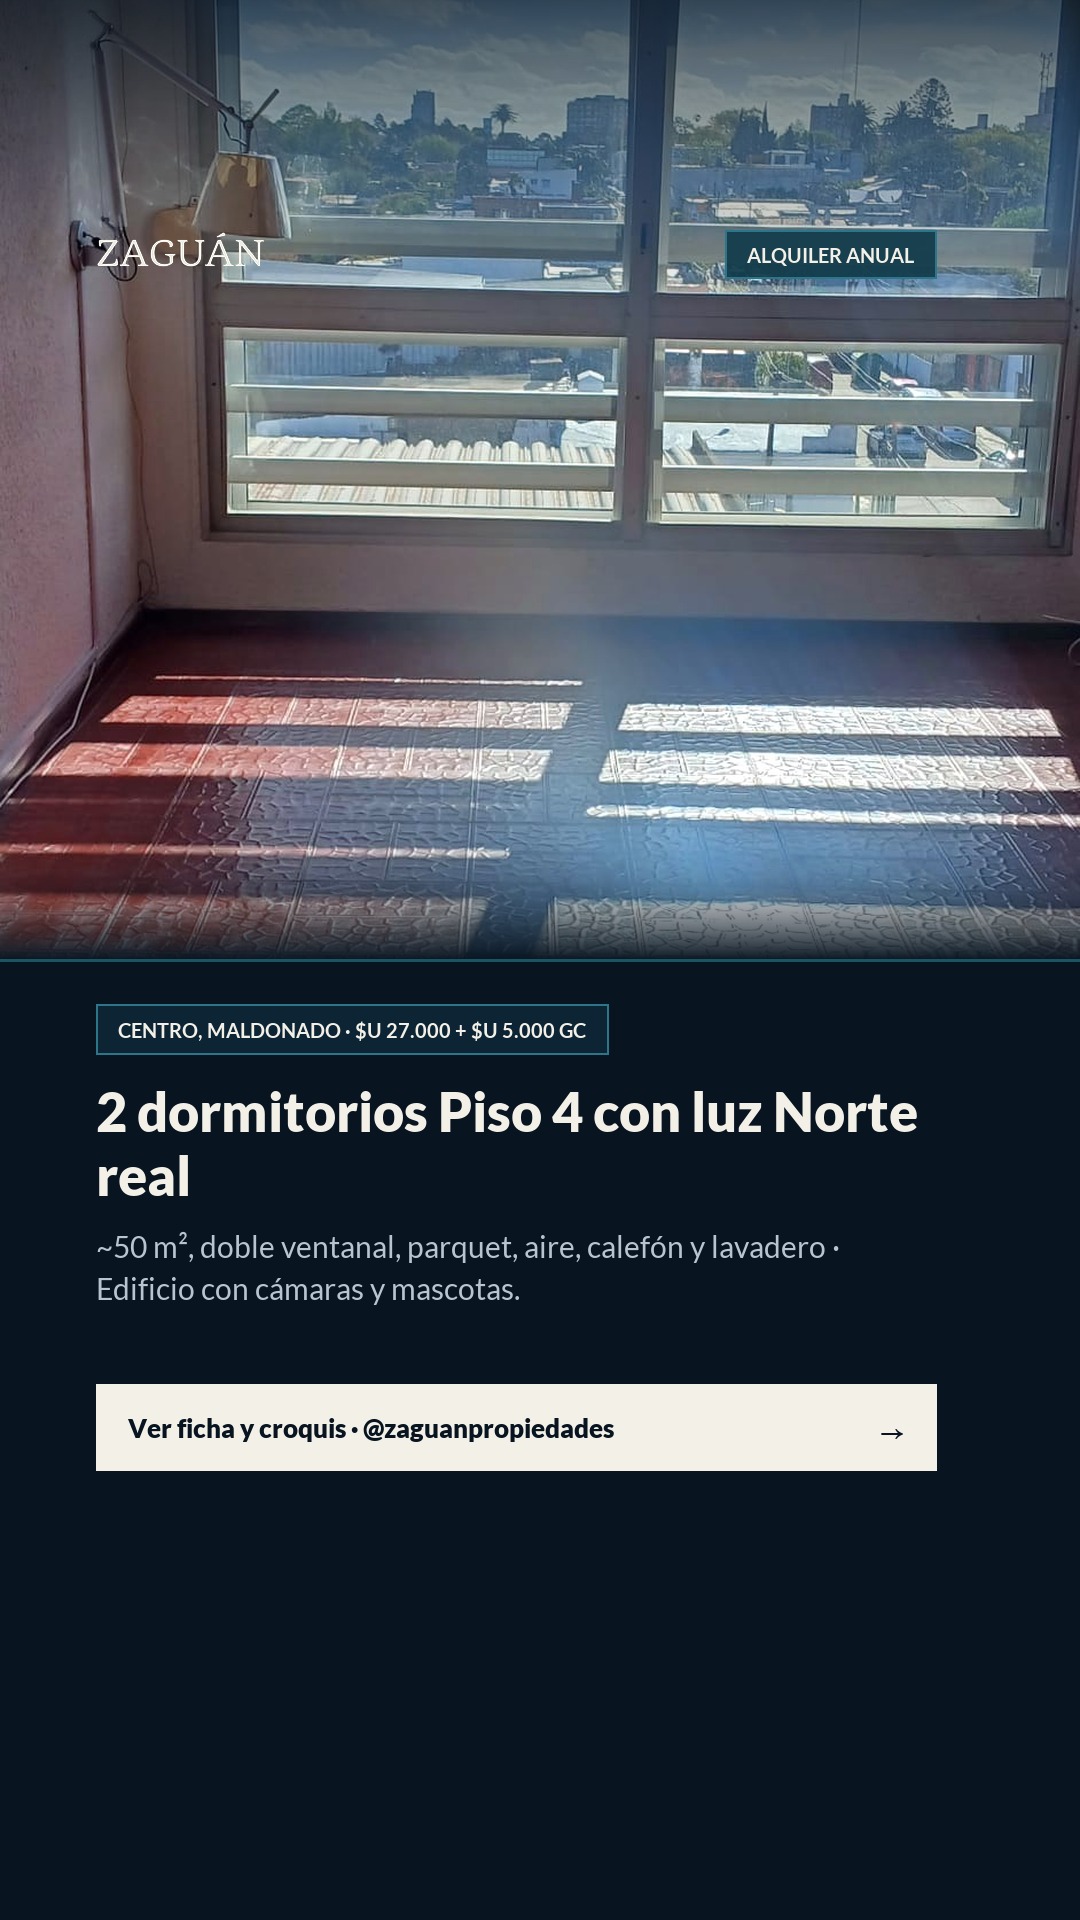 ZAGUÁN
ALQUILER ANUAL
CENTRO, MALDONADO · $U 27.000 + $U 5.000 GC
2 dormitorios Piso 4 con luz Norte
real
~50 m², doble ventanal, parquet, aire, calefón y lavadero ·
Edificio con cámaras y mascotas.
Ver ficha y croquis · @zaguanpropiedades →